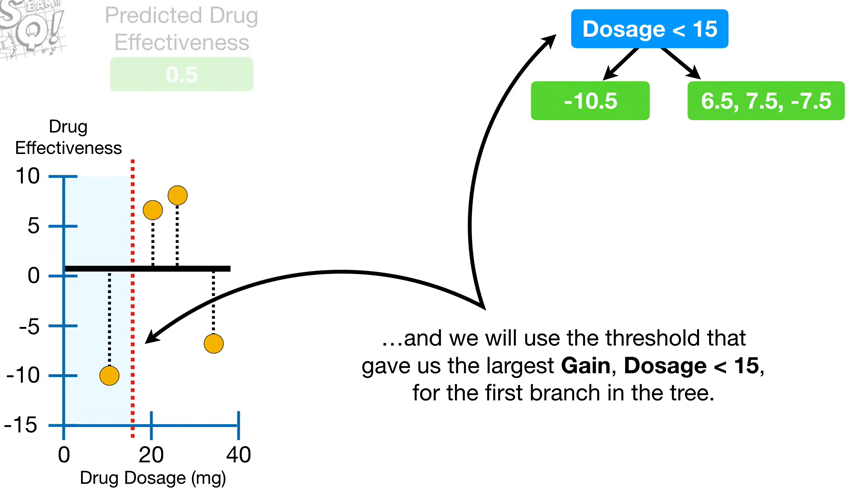 BAM!!
SQ!
Predicted Drug
Effectiveness
0.5
Dosage < 15
-10.5
6.5, 7.5, -7.5
Drug
Effectiveness
10
5
0
-5
-10
-15
0
20
40
Drug Dosage (mg)
…and we will use the threshold that
gave us the largest Gain, Dosage < 15,
for the first branch in the tree.